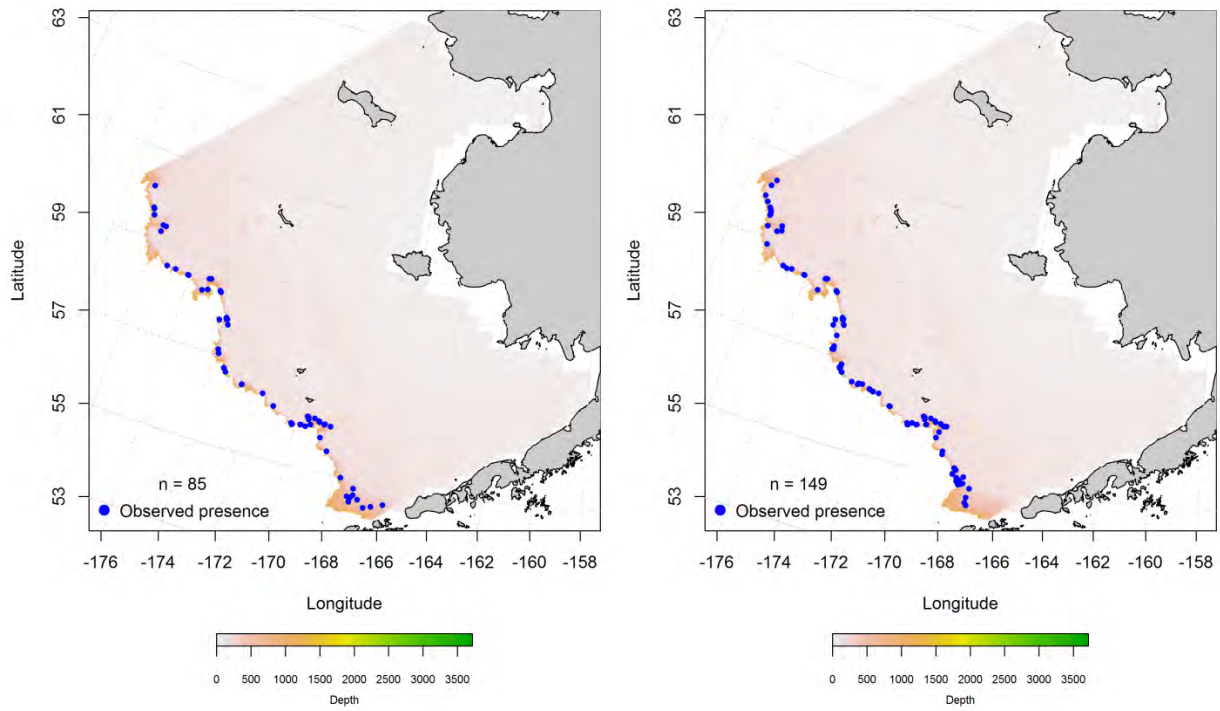 63
61
59
57
55
53
Latitude
n = 85
Observed presence
-176 -174 -172 -170 -168 -166 -164 -162 -160 -158
Longitude
0 500 1000 1500 2000 2500 3000 3500
Depth
63
61
59
57
55
53
Latitude
n = 149
Observed presence
-176 -174 -172 -170 -168 -166 -164 -162 -160 -158
Longitude
0 500 1000 1500 2000 2500 3000 3500
Depth